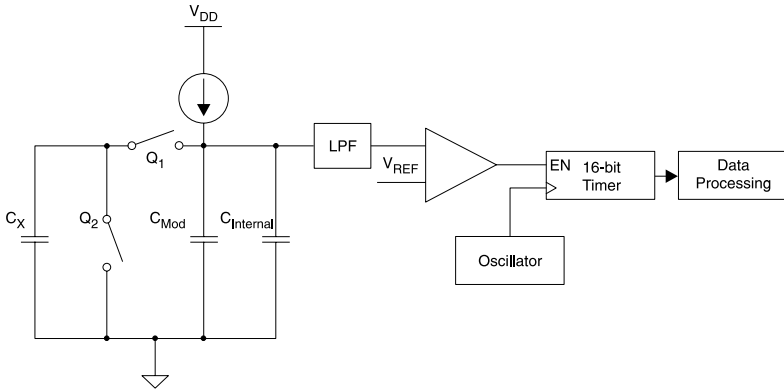 VDD
LPF
Q1
VREF
EN
16-bit
Timer
Data
Processing
CX
Q2
CMod
CInternal
Oscillator